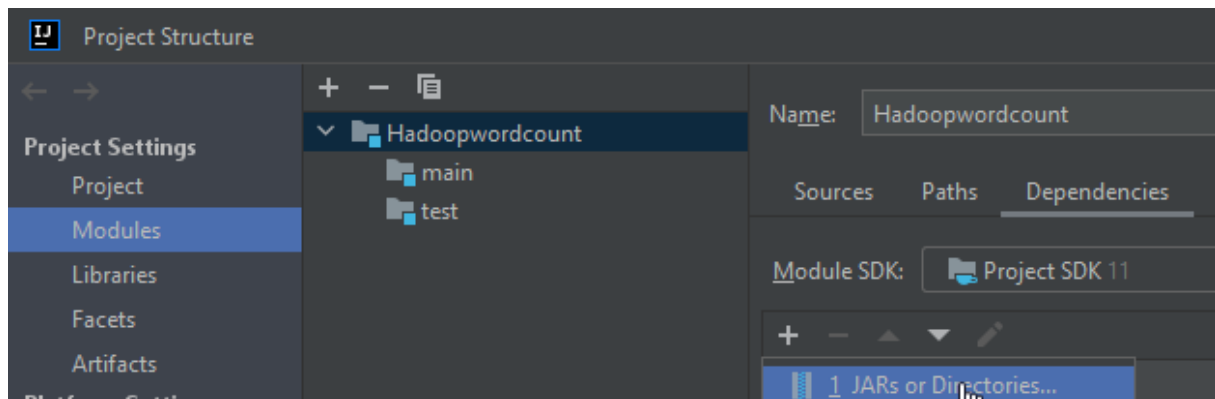 IJ Project Structure
Project Settings
Project
Modules
Libraries
Facets
Artifacts
Hadoopwordcount
main
test
Name: Hadoopwordcount
Sources Paths Dependencies
Module SDK: Project SDK 11
1 JARs or Directories...